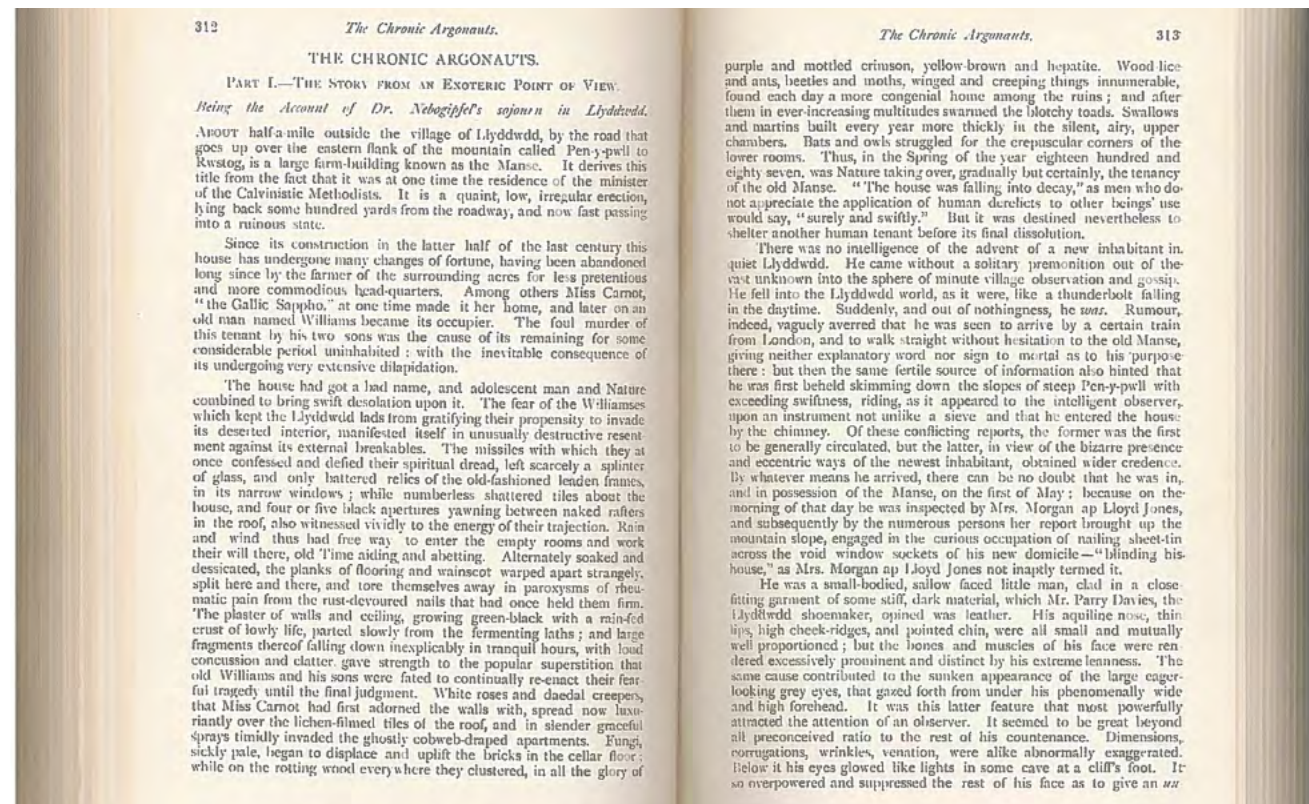 312
The Chronic Argonauts.
THE CHRONIC ARGONAUTS.
PART I.—THE STORY FROM AN EXOTERIC POINT OF VIEW.
Being the Account of Dr. Nebogipfel's sojourn in Llyddwdd.
ABOUT half-a-mile outside the village of Llyddwdd, by the road that
goes up over the eastern flank of the mountain called Pen-y-pwll to
Rwstog, is a large farm-building known as the Manse. It derives this
title from the fact that it was at one time the residence of the minister
of the Calvinistic Methodists. It is a quaint, low, irregular erection,
lying back some hundred yards from the roadway, and now fast passing
into a ruinous state.
Since its construction in the latter half of the last century this
house has undergone many changes of fortune, having been abandoned
long since by the farmer of the surrounding acres for less pretentious
and more commodious head-quarters. Among others Miss Carnot,
"the Gallic Sappho," at one time made it her home, and later on an
old man named Williams became its occupier. The foul murder of
this tenant by his two sons was the cause of its remaining for some
considerable period uninhabited : with the inevitable consequence of
its undergoing very extensive dilapidation.
The house had got a bad name, and adolescent man and Nature
combined to bring swift desolation upon it. The fear of the Williamses
which kept the Llyddwdd lads from gratifying their propensity to invade
its deserted interior, manifested itself in unusually destructive resent-
ment against its external breakables. The missiles with which they at
once confessed and defied their spiritual dread, left scarcely a splinter
of glass, and only battered relics of the old-fashioned leaden frames,
in its narrow windows ; while numberless shattered tiles about the
house, and four or five black apertures yawning between naked rafters
in the roof, also witnessed vividly to the energy of their trajection. Rain
and wind thus had free way to enter the empty rooms and work
their will there, old Time aiding and abetting. Alternately soaked and
dessicated, the planks of flooring and wainscot warped apart strangely,
split here and there, and tore themselves away in paroxysms of rheu-
matic pain from the rust-devoured nails that had once held them firm.
The plaster of walls and ceiling, growing green-black with a rain-fed
crust of lowly life, parted slowly from the fermenting laths ; and large
fragments thereof falling down inexplicably in tranquil hours, with loud
concussion and clatter, gave strength to the popular superstition that
old Williams and his sons were fated to continually re-enact their fear-
ful tragedy until the final judgment. White roses and daedal creepers,
that Miss Carnot had first adorned the walls with, spread now luxu-
riantly over the lichen-filmed tiles of the roof, and in slender graceful
sprays timidly invaded the ghostly cobweb-draped apartments. Fungi,
sickly pale, began to displace and uplift the bricks in the cellar floor ;
while on the rotting wood everywhere they clustered, in all the glory of
The Chronic Argonauts.
313
purple and mottled crimson, yellow-brown and hepatite. Wood-lice
and ants, beetles and moths, winged and creeping things innumerable,
found each day a more congenial home among the ruins ; and after
them in ever-increasing multitudes swarmed the blotchy toads. Swallows
and martins built every year more thickly in the silent, airy, upper
chambers. Bats and owls struggled for the crepuscular corners of the
lower rooms. Thus, in the Spring of the year eighteen hundred and
eighty seven, was Nature taking over, gradually but certainly, the tenancy
of the old Manse. "The house was falling into decay," as men who do
not appreciate the application of human derelicts to other beings' use
would say, "surely and swiftly." But it was destined nevertheless to
shelter another human tenant before its final dissolution.
There was no intelligence of the advent of a new inhabitant in
quiet Llyddwdd. He came without a solitary premonition out of the
vast unknown into the sphere of minute village observation and gossip.
He fell into the Llyddwdd world, as it were, like a thunderbolt falling
in the daytime. Suddenly, and out of nothingness, he was. Rumour,
indeed, vaguely averred that he was seen to arrive by a certain train
from London, and to walk straight without hesitation to the old Manse,
giving neither explanatory word nor sign to mortal as to his purpose
there : but then the same fertile source of information also hinted that
he was first beheld skimming down the slopes of steep Pen-y-pwll with
exceeding swiftness, riding, as it appeared to the intelligent observer,
upon an instrument not unlike a sieve and that he entered the house
by the chimney. Of these conflicting reports, the former was the first
to be generally circulated, but the latter, in view of the bizarre presence
and eccentric ways of the newest inhabitant, obtained wider credence.
By whatever means he arrived, there can be no doubt that he was in,
and in possession of the Manse, on the first of May ; because on the
morning of that day he was inspected by Mrs. Morgan ap Lloyd Jones,
and subsequently by the numerous persons her report brought up the
mountain slope, engaged in the curious occupation of nailing sheet-tin
across the void window sockets of his new domicile—"blinding his
house," as Mrs. Morgan ap Lloyd Jones not inaptly termed it.
He was a small-bodied, sallow faced little man, clad in a close-
fitting garment of some stiff, dark material, which Mr. Parry Davies, the
Llyddwdd shoemaker, opined was leather. His aquiline nose, thin
lips, high cheek-ridges, and pointed chin, were all small and mutually
well proportioned ; but the bones and muscles of his face were ren-
dered excessively prominent and distinct by his extreme leanness. The
same cause contributed to the sunken appearance of the large eager-
looking grey eyes, that gazed forth from under his phenomenally wide
and high forehead. It was this latter feature that most powerfully
attracted the attention of an observer. It seemed to be great beyond
all preconceived ratio to the rest of his countenance. Dimensions,
corrugations, wrinkles, venation, were alike abnormally exaggerated.
Below it his eyes glowed like lights in some cave at a cliff's foot. It
so overpowered and suppressed the rest of his face as to give an un